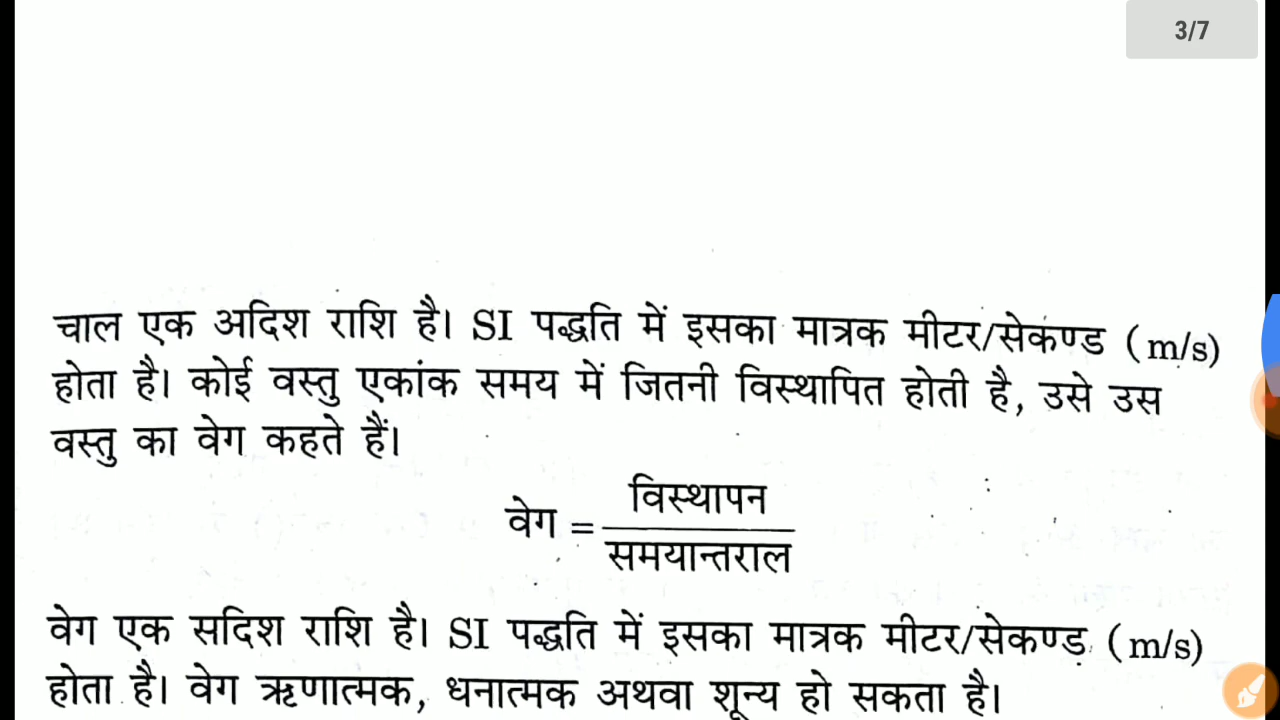 3/7
चाल एक अदिश राशि है। SI पद्धति में इसका मात्रक मीटर/सेकण्ड (m/s)
होता है। कोई वस्तु एकांक समय में जितनी विस्थापित होती है, उसे उस
वस्तु का वेग कहते हैं।
वेग = विस्थापन
समयान्तराल
वेग एक सदिश राशि है। SI पद्धति में इसका मात्रक मीटर/सेकण्ड (m/s)
होता है। वेग ऋणात्मक, धनात्मक अथवा शून्य हो सकता है।